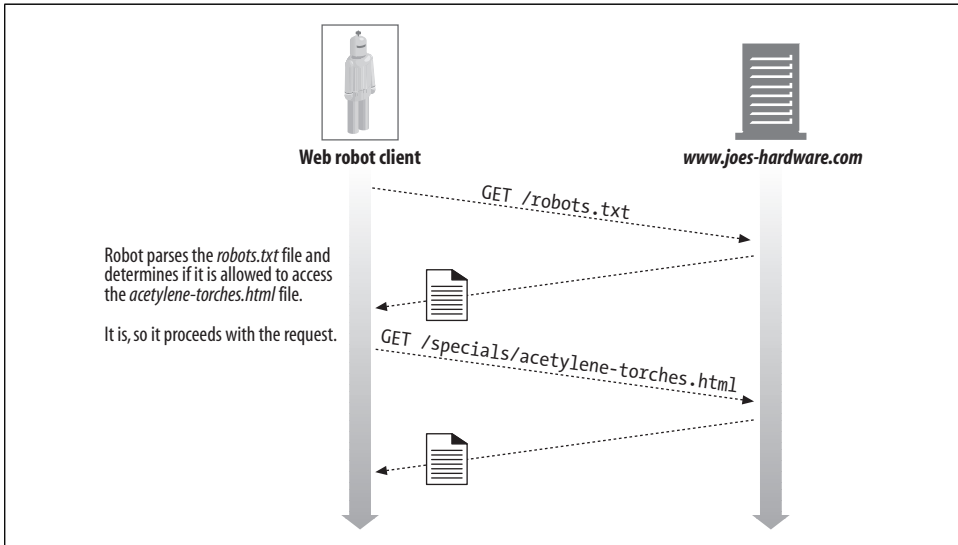 Web robot client
www.joes-hardware.com
GET /robots.txt
Robot parses the robots.txt file and
determines if it is allowed to access
the acetylene-torches.html file.
It is, so it proceeds with the request.
GET /specials/acetylene-torches.html